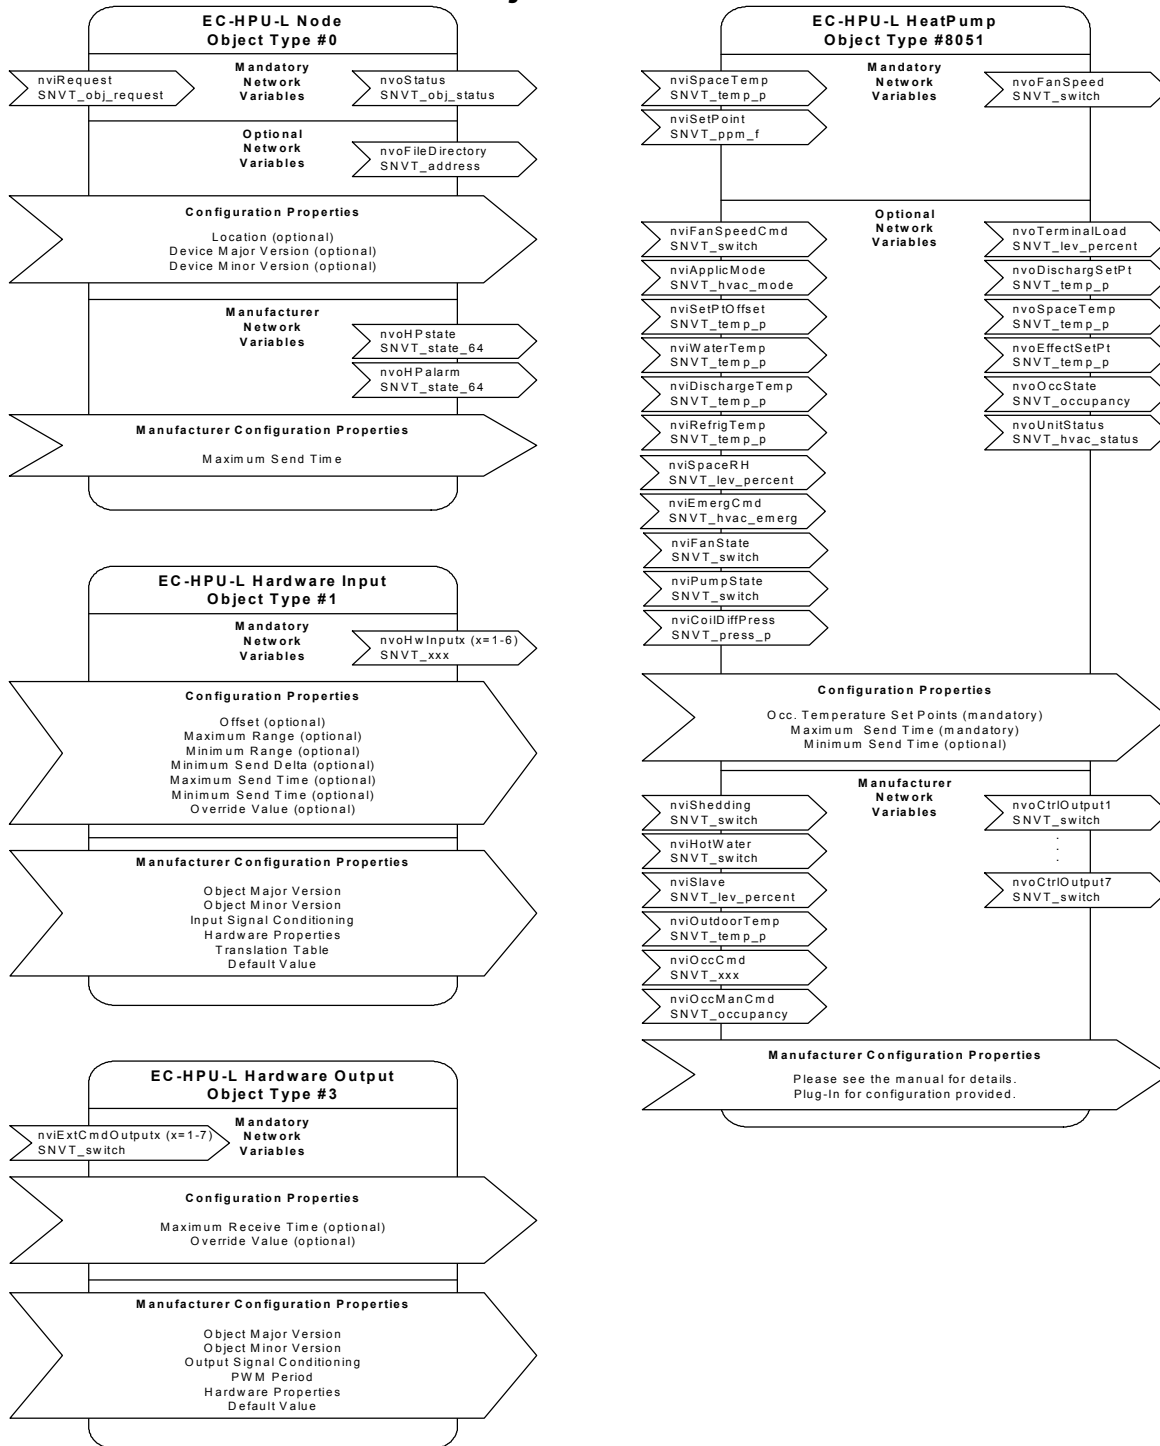 EC-HPU-L Node
Object Type #0
Mandatory
Network
Variables
nviRequest
SNVT_obj_request
nvoStatus
SNVT_obj_status
Optional
Network
Variables
nvoFileDirectory
SNVT_address
Configuration Properties
Location (optional)
Device Major Version (optional)
Device Minor Version (optional)
Manufacturer
Network
Variables
nvoHPstate
SNVT_state_64
nvoHPalarm
SNVT_state_64
Manufacturer Configuration Properties
Maximum Send Time
EC-HPU-L Hardware Input
Object Type #1
Mandatory
Network
Variables
nvoHwInputx (x=1-6)
SNVT_xxx
Configuration Properties
Offset (optional)
Maximum Range (optional)
Minimum Range (optional)
Minimum Send Delta (optional)
Maximum Send Time (optional)
Minimum Send Time (optional)
Override Value (optional)
Manufacturer Configuration Properties
Object Major Version
Object Minor Version
Input Signal Conditioning
Hardware Properties
Translation Table
Default Value
EC-HPU-L Hardware Output
Object Type #3
Mandatory
Network
Variables
nviExtCmdOutputx (x=1-7)
SNVT_switch
Configuration Properties
Maximum Receive Time (optional)
Override Value (optional)
Manufacturer Configuration Properties
Object Major Version
Object Minor Version
Output Signal Conditioning
PWM Period
Hardware Properties
Default Value
EC-HPU-L HeatPump
Object Type #8051
Mandatory
Network
Variables
nviSpaceTemp
SNVT_temp_p
nviSetPoint
SNVT_ppm_f
nvoFanSpeed
SNVT_switch
Optional
Network
Variables
nviFanSpeedCmd
SNVT_switch
nviApplicMode
SNVT_hvac_mode
nviSetPtOffset
SNVT_temp_p
nviWaterTemp
SNVT_temp_p
nviDischargeTemp
SNVT_temp_p
nviRefrigTemp
SNVT_temp_p
nviSpaceRH
SNVT_lev_percent
nviEmergCmd
SNVT_hvac_emerg
nviFanState
SNVT_switch
nviPumpState
SNVT_switch
nviCoilDiffPress
SNVT_press_p
nvoTerminalLoad
SNVT_lev_percent
nvoDischargSetPt
SNVT_temp_p
nvoSpaceTemp
SNVT_temp_p
nvoEffectSetPt
SNVT_temp_p
nvoOccState
SNVT_occupancy
nvoUnitStatus
SNVT_hvac_status
Configuration Properties
Occ. Temperature Set Points (mandatory)
Maximum Send Time (mandatory)
Minimum Send Time (optional)
Manufacturer
Network
Variables
nviShedding
SNVT_switch
nviHotWater
SNVT_switch
nviSlave
SNVT_lev_percent
nviOutdoorTemp
SNVT_temp_p
nviOccCmd
SNVT_xxx
nviOccManCmd
SNVT_occupancy
nvoCtrlOutput1
SNVT_switch
.
.
.
nvoCtrlOutput7
SNVT_switch
Manufacturer Configuration Properties
Please see the manual for details.
Plug-In for configuration provided.